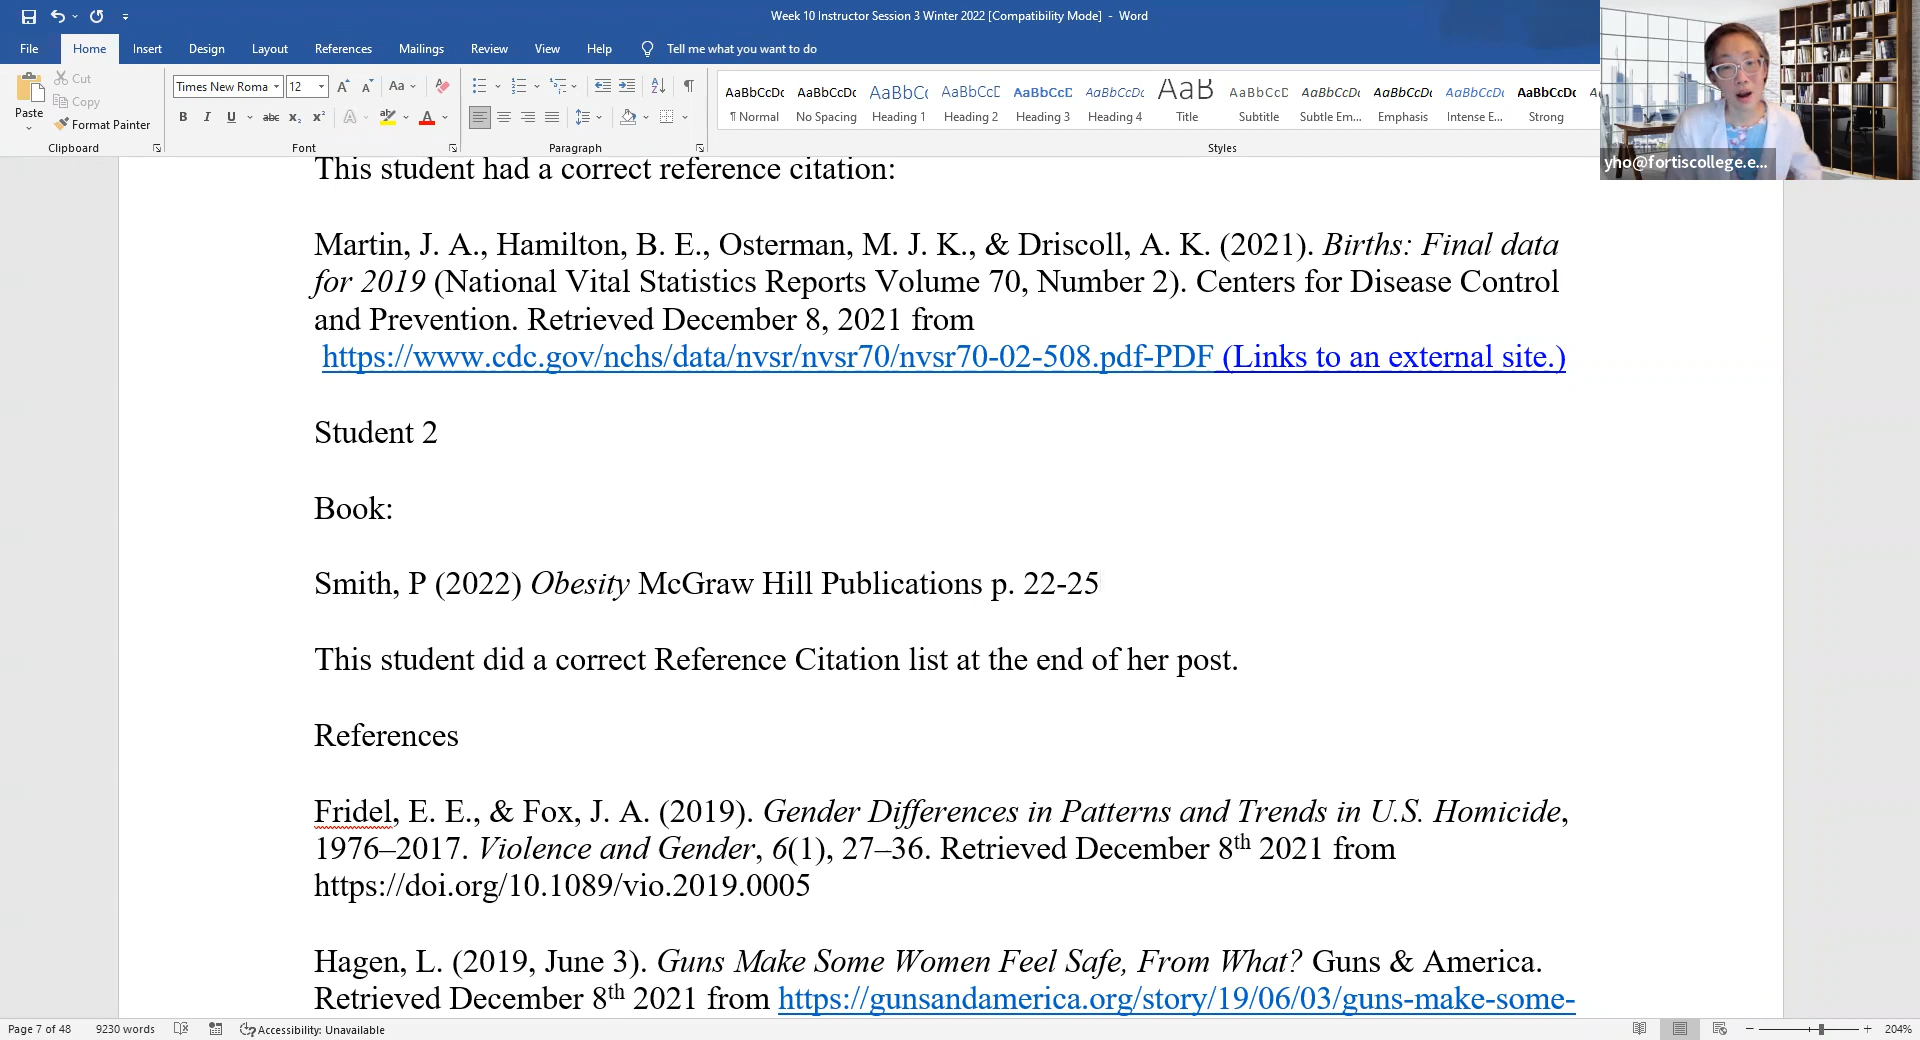 Week 10 Instructor Session 3 Winter 2022 [Compatibility Mode] - Word
File Home Insert Design Layout References Mailings Review View Help Tell me what you want to do
Cut
Copy
Paste
Format Painter
Clipboard
Times New Roma 12
Font
Paragraph
AaBbCcDc AaBbCcDc AaBbC( AaBbCcE AaBbCcE AaBbCcDc AaB AaBbCcD AaBbCcDc AaBbCcDc AaBbCcDc AaBbCcDc
¶ Normal No Spacing Heading 1 Heading 2 Heading 3 Heading 4 Title Subtitle Subtle Em... Emphasis Intense E... Strong
Styles
yho@fortiscollege.e...
This student had a correct reference citation:
Martin, J. A., Hamilton, B. E., Osterman, M. J. K., & Driscoll, A. K. (2021). Births: Final data
for 2019 (National Vital Statistics Reports Volume 70, Number 2). Centers for Disease Control
and Prevention. Retrieved December 8, 2021 from
https://www.cdc.gov/nchs/data/nvsr/nvsr70/nvsr70-02-508.pdf-PDF (Links to an external site.)
Student 2
Book:
Smith, P (2022) Obesity McGraw Hill Publications p. 22-25
This student did a correct Reference Citation list at the end of her post.
References
Fridel, E. E., & Fox, J. A. (2019). Gender Differences in Patterns and Trends in U.S. Homicide,
1976–2017. Violence and Gender, 6(1), 27–36. Retrieved December 8th 2021 from
https://doi.org/10.1089/vio.2019.0005
Hagen, L. (2019, June 3). Guns Make Some Women Feel Safe, From What? Guns & America.
Retrieved December 8th 2021 from https://gunsandamerica.org/story/19/06/03/guns-make-some-
Page 7 of 48 9230 words Accessibility: Unavailable 204%